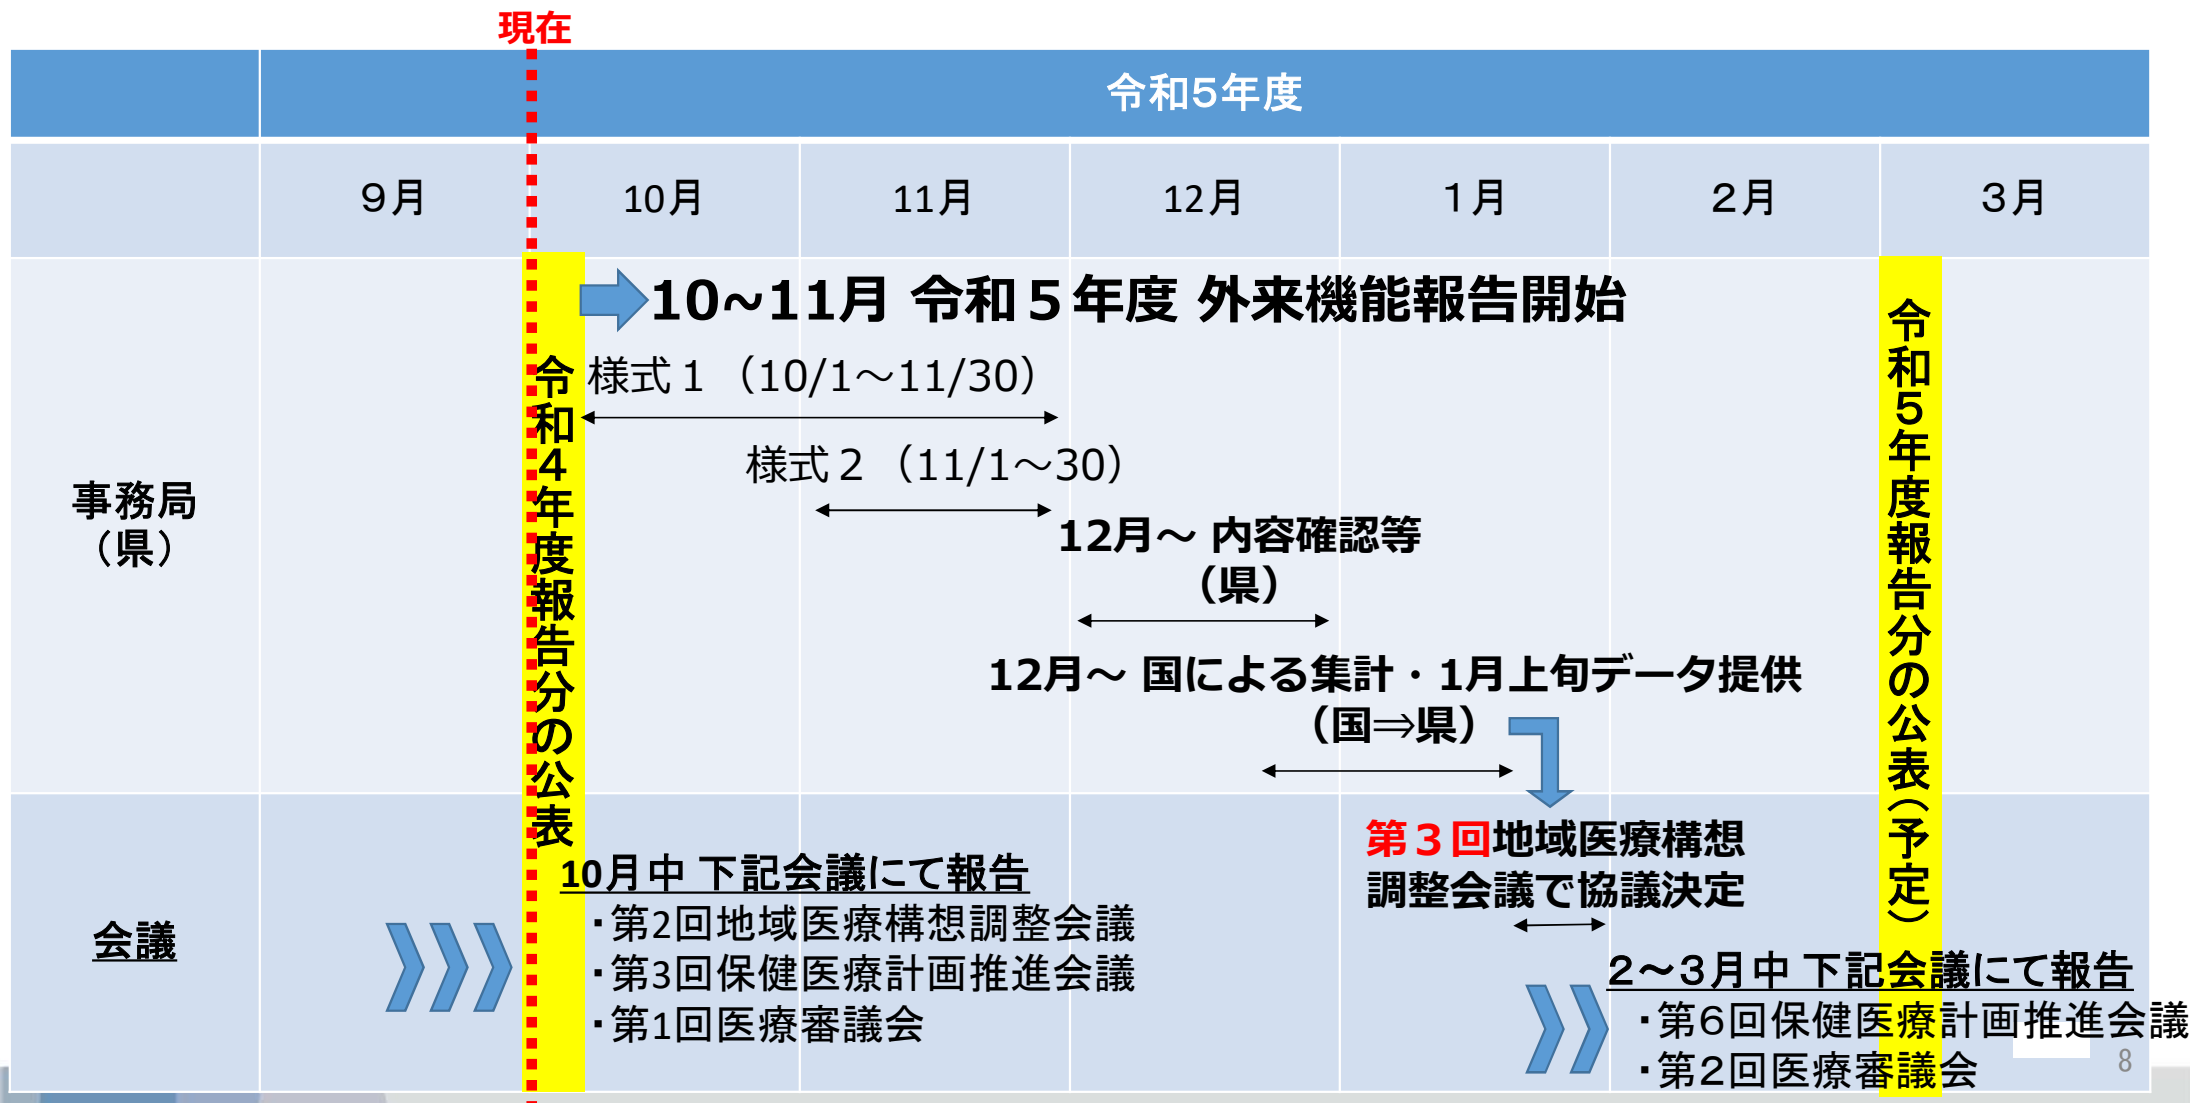 現在
令和5年度
９月
10月
11月
12月
１月
２月
３月
事務局
（県）
令和４年度報告分の公表
10~11月 令和５年度 外来機能報告開始
様式１（10/1～11/30）
様式２（11/1～30）
12月～ 内容確認等
（県）
12月～ 国による集計・1月上旬データ提供
（国⇒県）
令和５年度報告分の公表（予定）
会議
10月中 下記会議にて報告
・第2回地域医療構想調整会議
・第3回保健医療計画推進会議
・第1回医療審議会
第３回地域医療構想
調整会議で協議決定
２～３月中 下記会議にて報告
・第６回保健医療計画推進会議
・第２回医療審議会
8